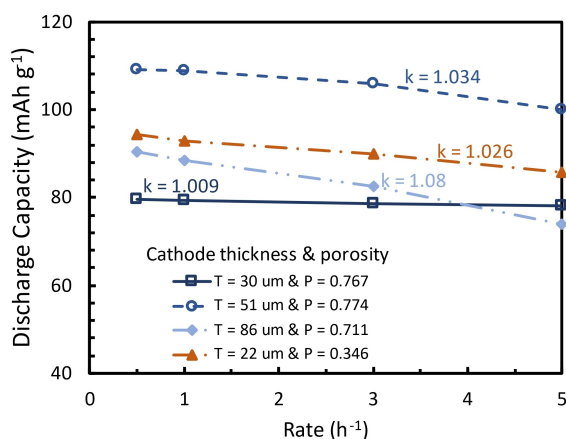 120
100
80
60
40
Discharge Capacity (mAh g⁻¹)
k = 1.034
k = 1.026
k = 1.08
k = 1.009
Cathode thickness & porosity
T = 30 um & P = 0.767
T = 51 um & P = 0.774
T = 86 um & P = 0.711
T = 22 um & P = 0.346
0 1 2 3 4 5
Rate (h⁻¹)